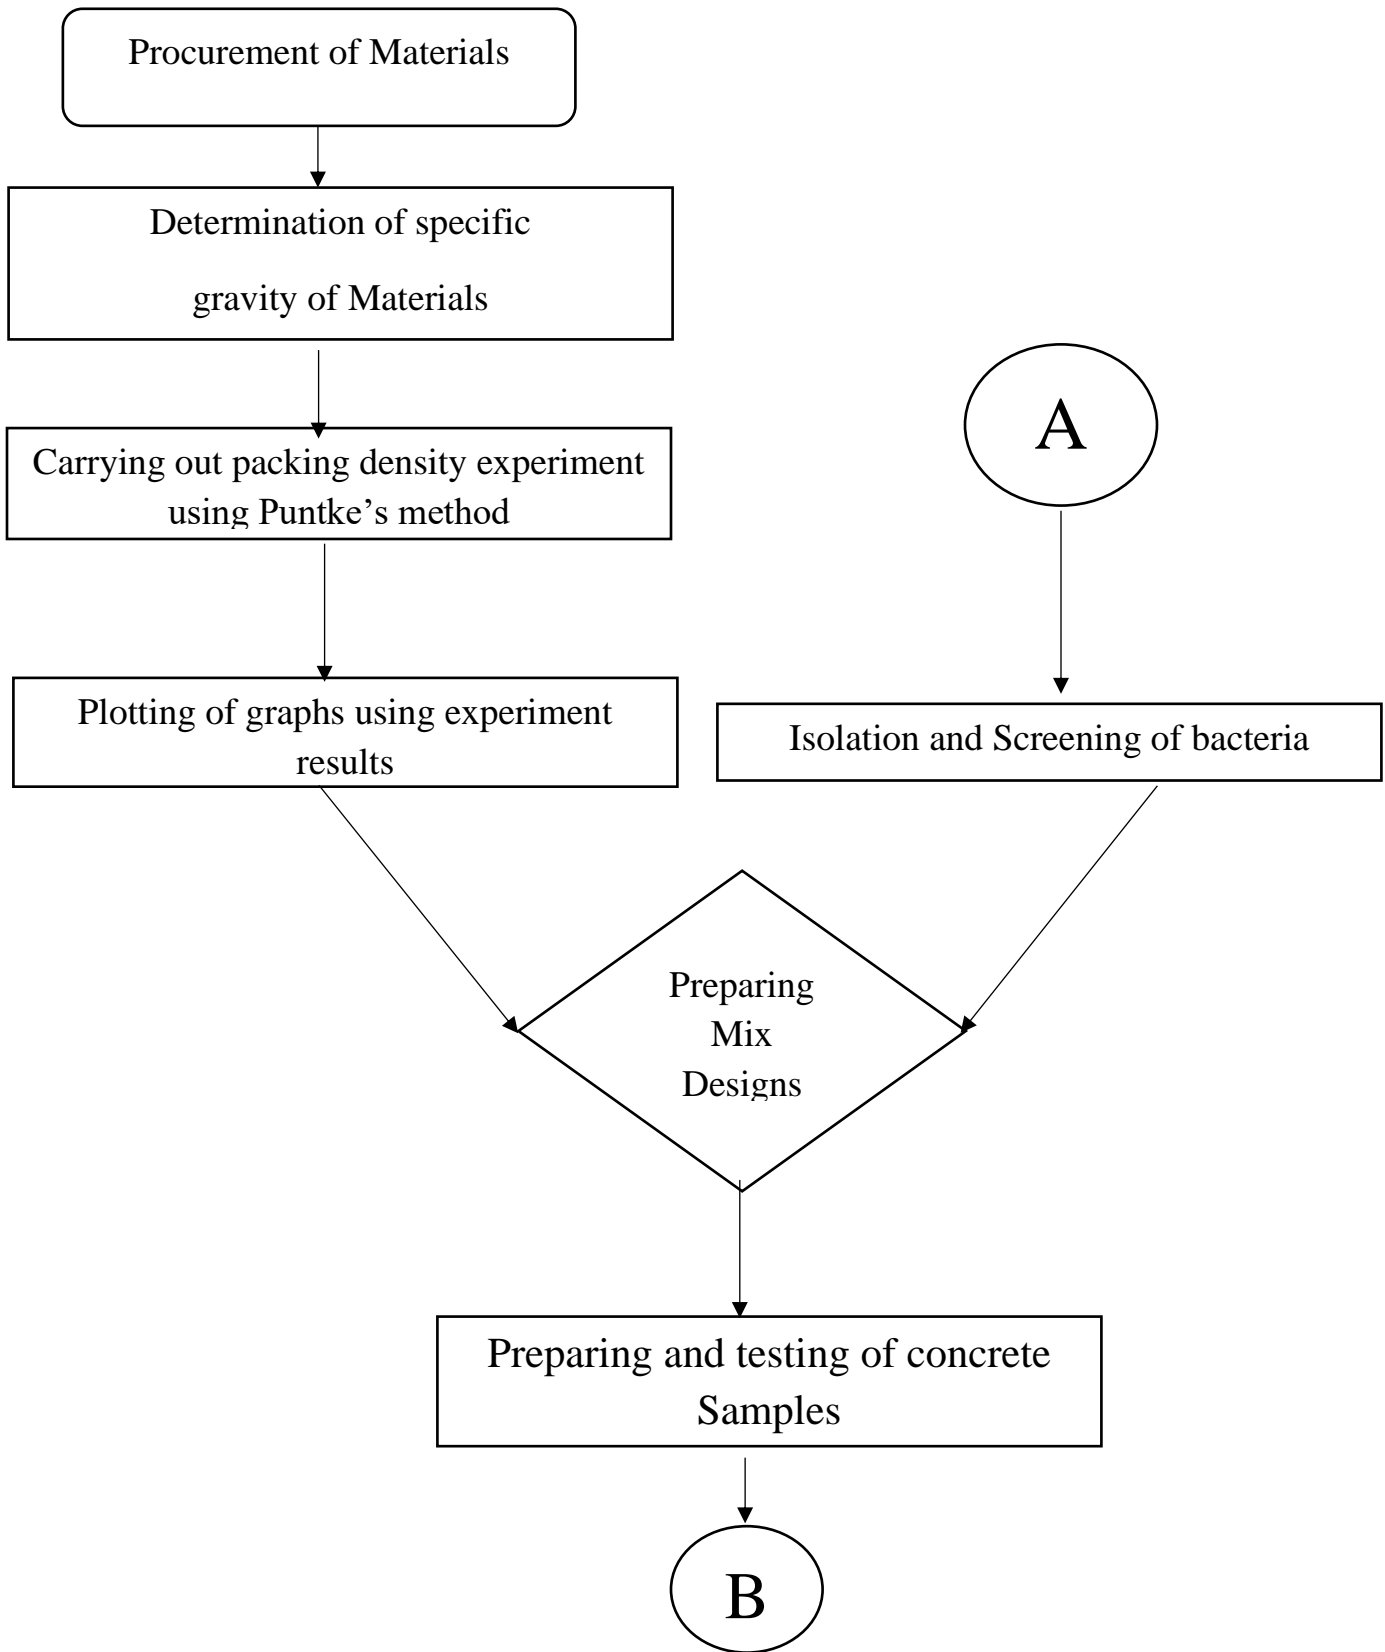 Procurement of Materials
Determination of specific
gravity of Materials
Carrying out packing density experiment
using Puntke’s method
Plotting of graphs using experiment
results
A
Isolation and Screening of bacteria
Preparing
Mix
Designs
Preparing and testing of concrete
Samples
B